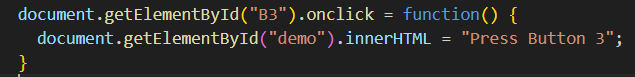 document.getElementById("B3").onclick = function() {
  document.getElementById("demo").innerHTML = "Press Button 3";
}